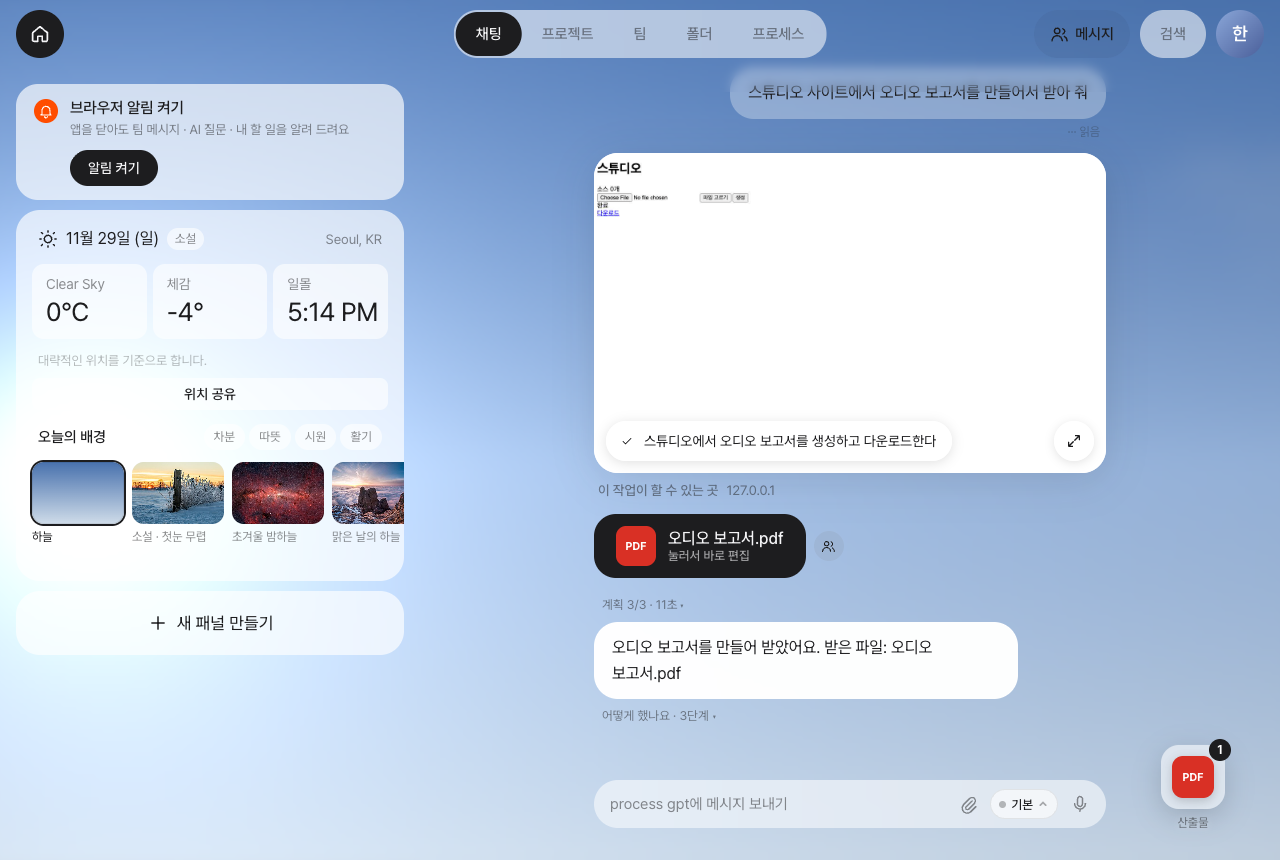 채팅
프로젝트
팀
폴더
프로세스
메시지
검색
한
브라우저 알림 켜기
앱을 닫아도 팀 메시지 · AI 질문 · 내 할 일을 알려 드려요
알림 켜기
11월 29일 (일)
소설
Seoul, KR
Clear Sky
0°C
체감
-4°
일몰
5:14 PM
대략적인 위치를 기준으로 합니다.
위치 공유
오늘의 배경
차분
따뜻
시원
활기
하늘
소설 · 첫눈 무렵
초겨울 밤하늘
맑은 날의 하늘
새 패널 만들기
스튜디오 사이트에서 오디오 보고서를 만들어서 받아 줘
읽음
스튜디오
소스 0개
Choose File No file chosen
파일 고르기
생성
완료
다운로드
스튜디오에서 오디오 보고서를 생성하고 다운로드한다
이 작업이 할 수 있는 곳 127.0.0.1
PDF
오디오 보고서.pdf
눌러서 바로 편집
계획 3/3 · 11초
오디오 보고서를 만들어 받았어요. 받은 파일: 오디오
보고서.pdf
어떻게 했나요 · 3단계
process gpt에 메시지 보내기
기본
1
PDF
산출물